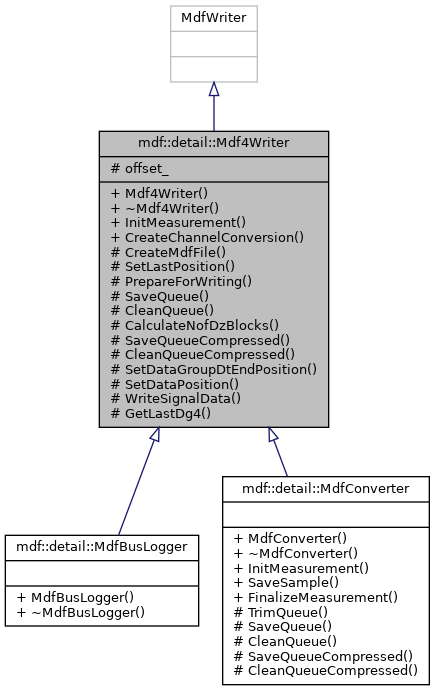 MdfWriter
mdf::detail::Mdf4Writer
# offset_
+ Mdf4Writer()
+ ~Mdf4Writer()
+ InitMeasurement()
+ CreateChannelConversion()
# CreateMdfFile()
# SetLastPosition()
# PrepareForWriting()
# SaveQueue()
# CleanQueue()
# CalculateNofDzBlocks()
# SaveQueueCompressed()
# CleanQueueCompressed()
# SetDataGroupDtEndPosition()
# SetDataPosition()
# WriteSignalData()
# GetLastDg4()
mdf::detail::MdfBusLogger
+ MdfBusLogger()
+ ~MdfBusLogger()
mdf::detail::MdfConverter
+ MdfConverter()
+ ~MdfConverter()
+ InitMeasurement()
+ SaveSample()
+ FinalizeMeasurement()
# TrimQueue()
# SaveQueue()
# CleanQueue()
# SaveQueueCompressed()
# CleanQueueCompressed()